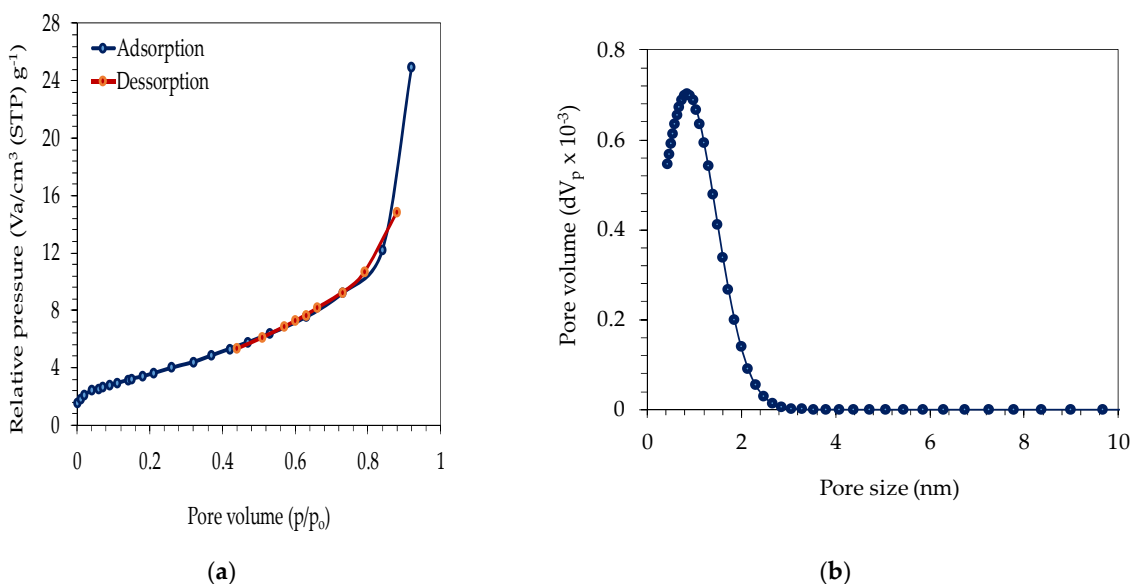 28
24
20
16
12
8
4
0
Relative pressure (Va/cm³ (STP) g⁻¹
Adsorption
Dessorption
0 0.2 0.4 0.6 0.8 1
Pore volume (p/pₒ)
(a)
0.8
0.6
0.4
0.2
0
Pore volume (dVₚ x 10⁻³)
0 2 4 6 8 10
Pore size (nm)
(b)